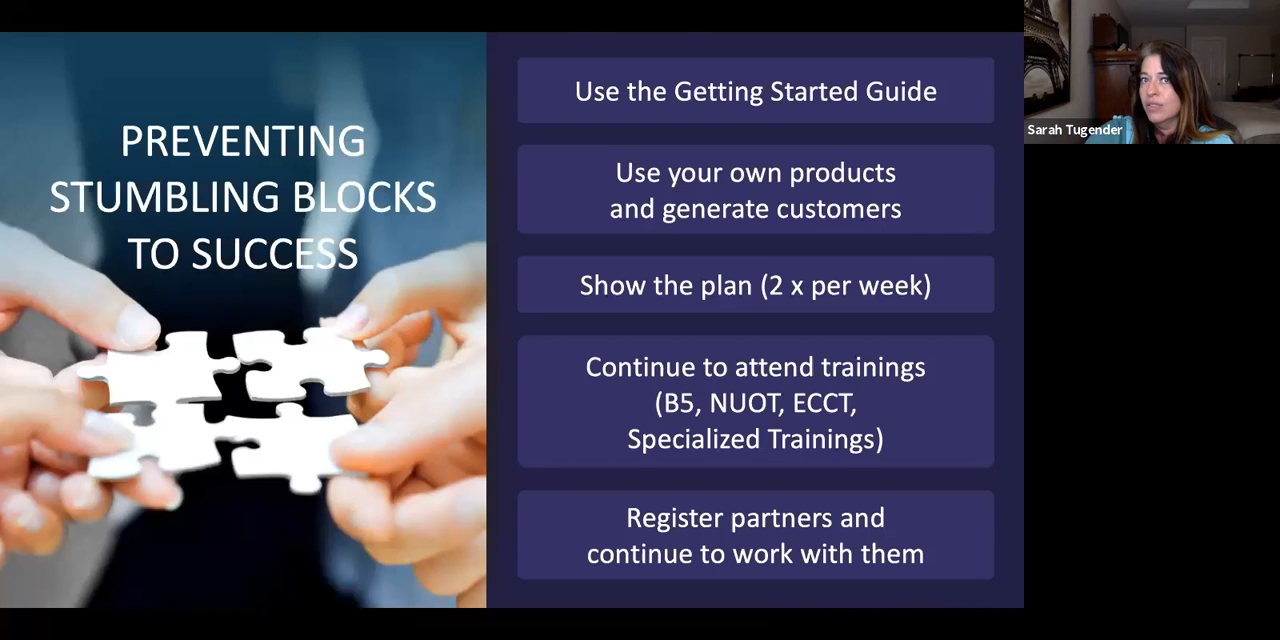 PREVENTING
STUMBLING BLOCKS
TO SUCCESS
Use the Getting Started Guide
Use your own products
and generate customers
Show the plan (2 x per week)
Continue to attend trainings
(B5, NUOT, ECCT,
Specialized Trainings)
Register partners and
continue to work with them
Sarah Tugender